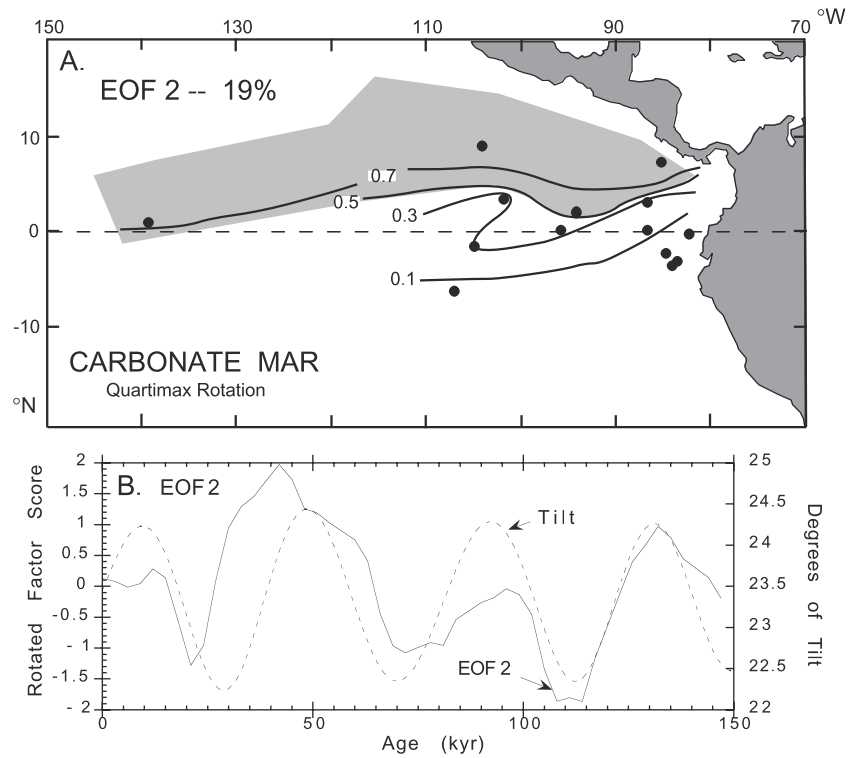 150 130 110 90 70 °W
A.
EOF 2 -- 19%
10
0.7
0.5
0.3
0
0.1
-10
CARBONATE MAR
Quartimax Rotation
°N
B. EOF 2
2 25
1.5 24.5
Tilt
1 24
0.5
0 23.5
-0.5 23
-1
EOF 2
-1.5 22.5
-2 22
0 50 100 150
Age (kyr)
Rotated Factor Score
Degrees of Tilt